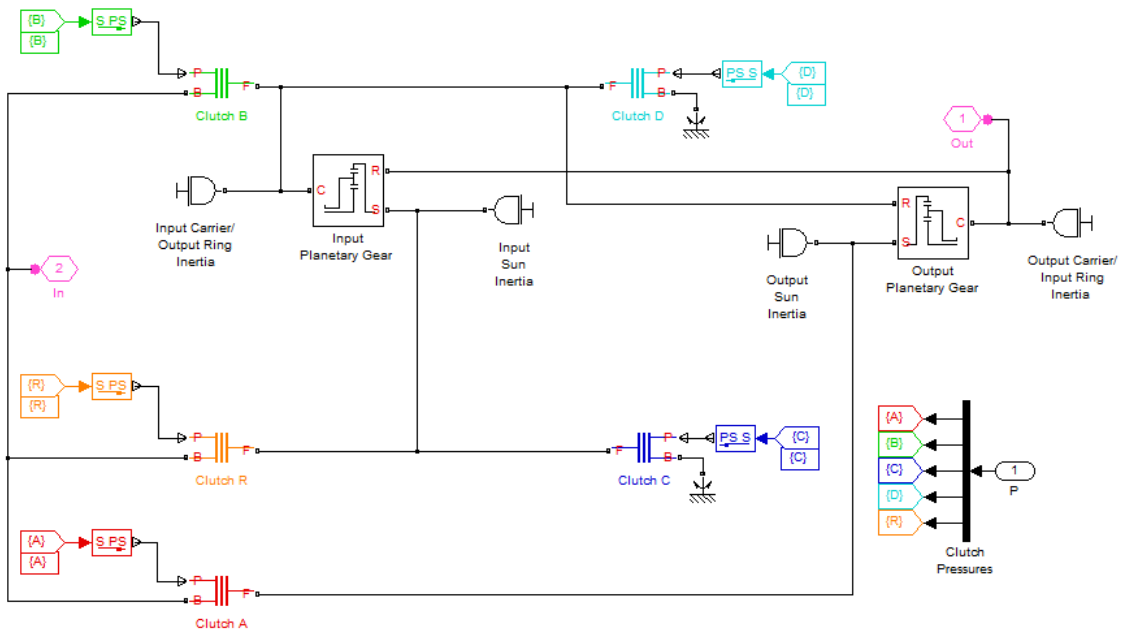 {B}
{B}
S PS
P
B
F
Clutch B
F
P
B
Clutch D
PS S
{D}
{D}
1
Out
C
R
S
Input
Planetary Gear
Input Carrier/
Output Ring
Inertia
Input
Sun
Inertia
R
S
C
Output
Planetary Gear
Output
Sun
Inertia
Output Carrier/
Input Ring
Inertia
2
In
{R}
{R}
S PS
P
B
F
Clutch R
F
P
B
Clutch C
PS S
{C}
{C}
{A}
{B}
{C}
{D}
{R}
1
P
Clutch
Pressures
{A}
{A}
S PS
P
B
F
Clutch A